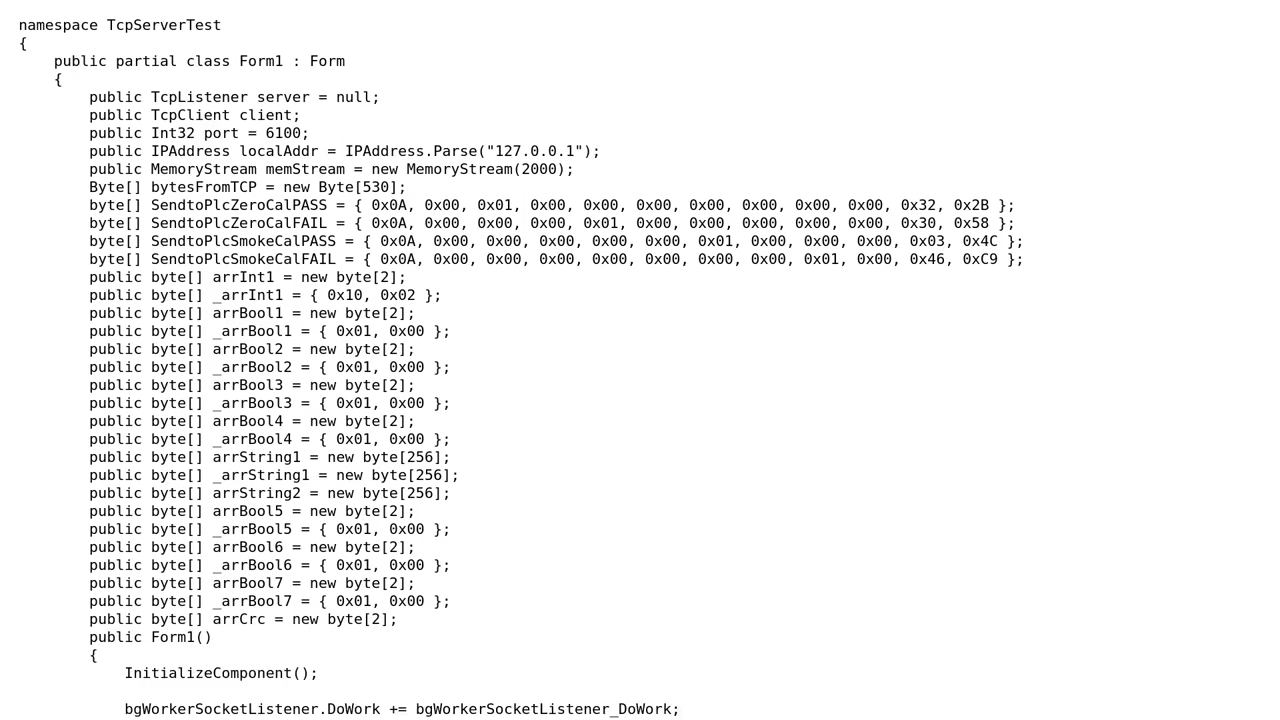 namespace TcpServerTest
{
    public partial class Form1 : Form
    {
        public TcpListener server = null;
        public TcpClient client;
        public Int32 port = 6100;
        public IPAddress localAddr = IPAddress.Parse("127.0.0.1");
        public MemoryStream memStream = new MemoryStream(2000);
        Byte[] bytesFromTCP = new Byte[530];
        byte[] SendtoPlcZeroCalPASS = { 0x0A, 0x00, 0x01, 0x00, 0x00, 0x00, 0x00, 0x00, 0x00, 0x00, 0x32, 0x2B };
        byte[] SendtoPlcZeroCalFAIL = { 0x0A, 0x00, 0x00, 0x00, 0x01, 0x00, 0x00, 0x00, 0x00, 0x00, 0x30, 0x58 };
        byte[] SendtoPlcSmokeCalPASS = { 0x0A, 0x00, 0x00, 0x00, 0x00, 0x00, 0x01, 0x00, 0x00, 0x00, 0x03, 0x4C };
        byte[] SendtoPlcSmokeCalFAIL = { 0x0A, 0x00, 0x00, 0x00, 0x00, 0x00, 0x00, 0x00, 0x01, 0x00, 0x46, 0xC9 };
        public byte[] arrInt1 = new byte[2];
        public byte[] _arrInt1 = { 0x10, 0x02 };
        public byte[] arrBool1 = new byte[2];
        public byte[] _arrBool1 = { 0x01, 0x00 };
        public byte[] arrBool2 = new byte[2];
        public byte[] _arrBool2 = { 0x01, 0x00 };
        public byte[] arrBool3 = new byte[2];
        public byte[] _arrBool3 = { 0x01, 0x00 };
        public byte[] arrBool4 = new byte[2];
        public byte[] _arrBool4 = { 0x01, 0x00 };
        public byte[] arrString1 = new byte[256];
        public byte[] _arrString1 = new byte[256];
        public byte[] arrString2 = new byte[256];
        public byte[] arrBool5 = new byte[2];
        public byte[] _arrBool5 = { 0x01, 0x00 };
        public byte[] arrBool6 = new byte[2];
        public byte[] _arrBool6 = { 0x01, 0x00 };
        public byte[] arrBool7 = new byte[2];
        public byte[] _arrBool7 = { 0x01, 0x00 };
        public byte[] arrCrc = new byte[2];
        public Form1()
        {
            InitializeComponent();

            bgWorkerSocketListener.DoWork += bgWorkerSocketListener_DoWork;